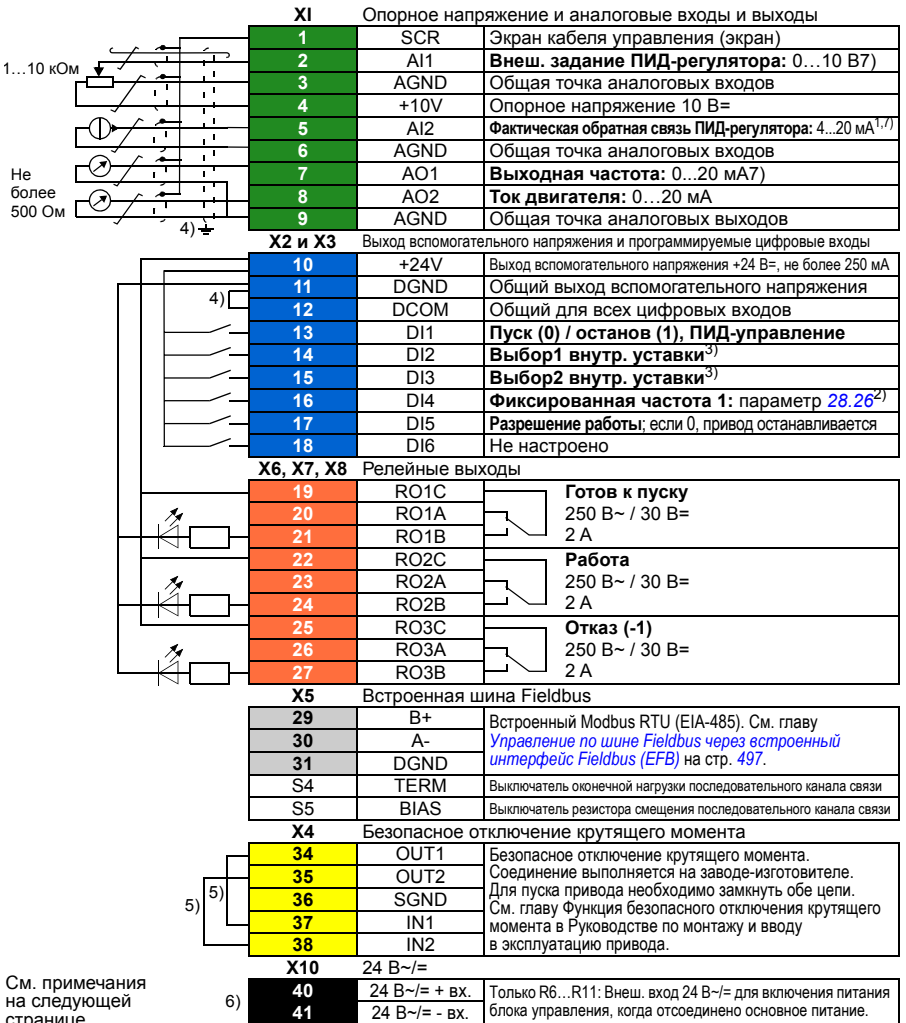 XI Опорное напряжение и аналоговые входы и выходы
1 SCR Экран кабеля управления (экран)
1…10 кОм 2 AI1 Внеш. задание ПИД-регулятора: 0…10 В7)
3 AGND Общая точка аналоговых входов
4 +10V Опорное напряжение 10 В=
5 AI2 Фактическая обратная связь ПИД-регулятора: 4...20 мА1,7)
6 AGND Общая точка аналоговых входов
Не более 500 Ом
7 AO1 Выходная частота: 0...20 мА7)
8 AO2 Ток двигателя: 0…20 мА
4) 9 AGND Общая точка аналоговых выходов
X2 и X3 Выход вспомогательного напряжения и программируемые цифровые входы
10 +24V Выход вспомогательного напряжения +24 В=, не более 250 мА
11 DGND Общий выход вспомогательного напряжения
4) 12 DCOM Общий для всех цифровых входов
13 DI1 Пуск (0) / останов (1), ПИД-управление
14 DI2 Выбор1 внутр. уставки3)
15 DI3 Выбор2 внутр. уставки3)
16 DI4 Фиксированная частота 1: параметр 28.262)
17 DI5 Разрешение работы; если 0, привод останавливается
18 DI6 Не настроено
X6, X7, X8 Релейные выходы
19 RO1C Готов к пуску
20 RO1A 250 В~ / 30 В=
21 RO1B 2 A
22 RO2C Работа
23 RO2A 250 В~ / 30 В=
24 RO2B 2 A
25 RO3C Отказ (-1)
26 RO3A 250 В~ / 30 В=
27 RO3B 2 A
X5 Встроенная шина Fieldbus
29 B+
30 A-
31 DGND
Встроенный Modbus RTU (EIA-485). См. главу
Управление по шине Fieldbus через встроенный
интерфейс Fieldbus (EFB) на стр. 497.
S4 TERM Выключатель оконечной нагрузки последовательного канала связи
S5 BIAS Выключатель резистора смещения последовательного канала связи
X4 Безопасное отключение крутящего момента
34 OUT1
35 OUT2
5) 5) 36 SGND
37 IN1
38 IN2
Безопасное отключение крутящего момента.
Соединение выполняется на заводе-изготовителе.
Для пуска привода необходимо замкнуть обе цепи.
См. главу Функция безопасного отключения крутящего
момента в Руководстве по монтажу и вводу
в эксплуатацию привода.
X10 24 В~/=
6) 40 24 В~/= + вх.
41 24 В~/= - вх.
Только R6…R11: Внеш. вход 24 В~/= для включения питания
блока управления, когда отсоединено основное питание.
См. примечания
на следующей
странице